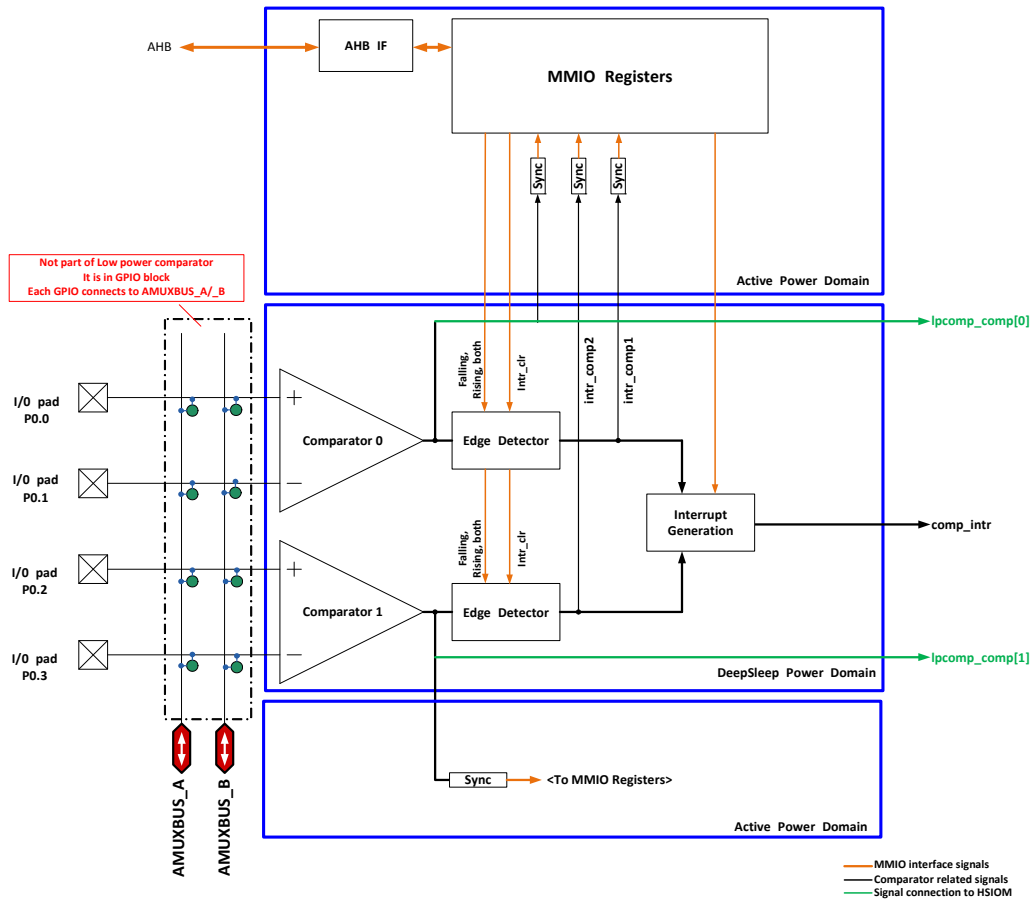 AHB
AHB IF
MMIO Registers
Sync
Sync
Sync
Not part of Low power comparator
It is in GPIO block
Each GPIO connects to AMUXBUS_A/_B
Active Power Domain
lpcomp_comp[0]
Falling,
Rising, both
Intr_clr
intr_comp2
intr_comp1
I/0 pad
P0.0
+
Comparator 0
Edge Detector
I/0 pad
P0.1
−
Interrupt
Generation
comp_intr
Falling,
Rising, both
Intr_clr
I/0 pad
P0.2
+
Comparator 1
Edge Detector
I/0 pad
P0.3
−
lpcomp_comp[1]
DeepSleep Power Domain
AMUXBUS_A
AMUXBUS_B
Sync
<To MMIO Registers>
Active Power Domain
MMIO interface signals
Comparator related signals
Signal connection to HSIOM